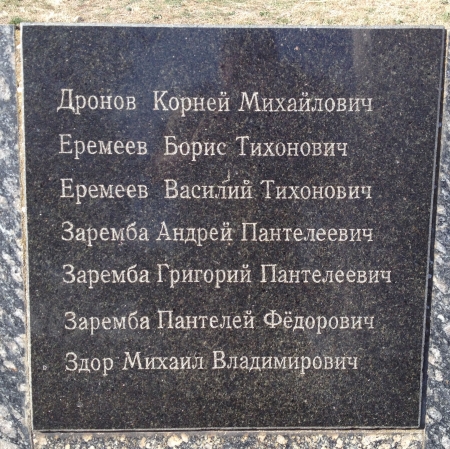 Дронов Корней Михайлович
Еремеев Борис Тихонович
Еремеев Василий Тихонович
Заремба Андрей Пантелеевич
Заремба Григорий Пантелеевич
Заремба Пантелей Фёдорович
Здор Михаил Владимирович